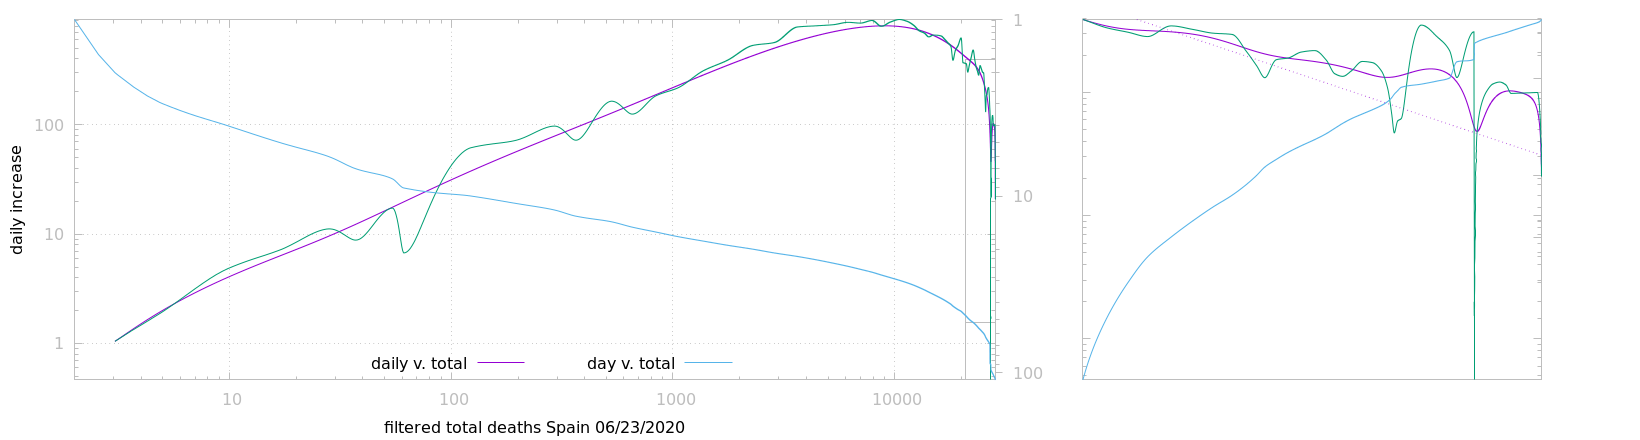 1
100
10
10
1
100
daily increase
daily v. total
day v. total
10 100 1000 10000
filtered total deaths Spain 06/23/2020